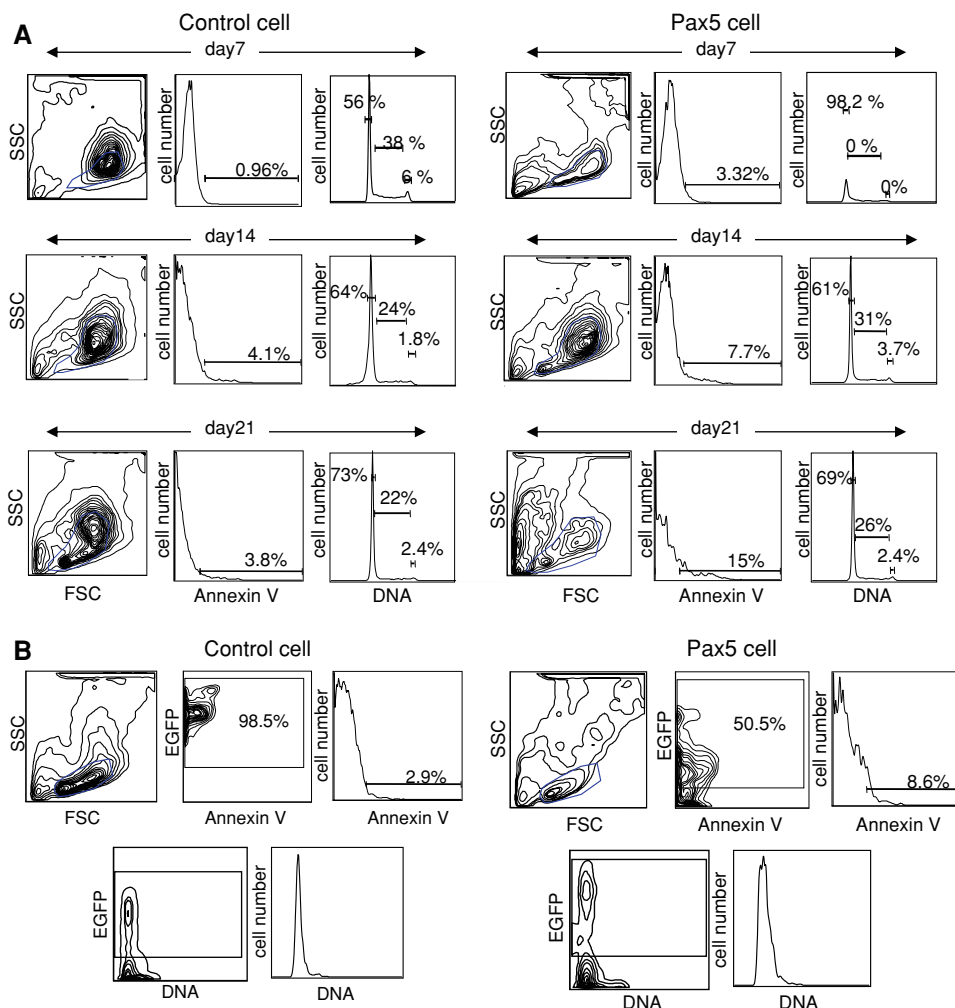 A
Control cell
Pax5 cell
day7
day7
SSC
cell number
0.96%
cell number
56 %
38 %
6 %
SSC
cell number
3.32%
cell number
98.2 %
0 %
0%
day14
day14
SSC
cell number
4.1%
cell number
64%
24%
1.8%
SSC
cell number
7.7%
cell number
61%
31%
3.7%
day21
day21
SSC
cell number
3.8%
cell number
73%
22%
2.4%
SSC
cell number
15%
cell number
69%
26%
2.4%
FSC
Annexin V
DNA
FSC
Annexin V
DNA
B
Control cell
Pax5 cell
SSC
EGFP
98.5%
cell number
2.9%
SSC
EGFP
50.5%
cell number
8.6%
FSC
Annexin V
Annexin V
FSC
Annexin V
Annexin V
EGFP
cell number
EGFP
cell number
DNA
DNA
DNA
DNA